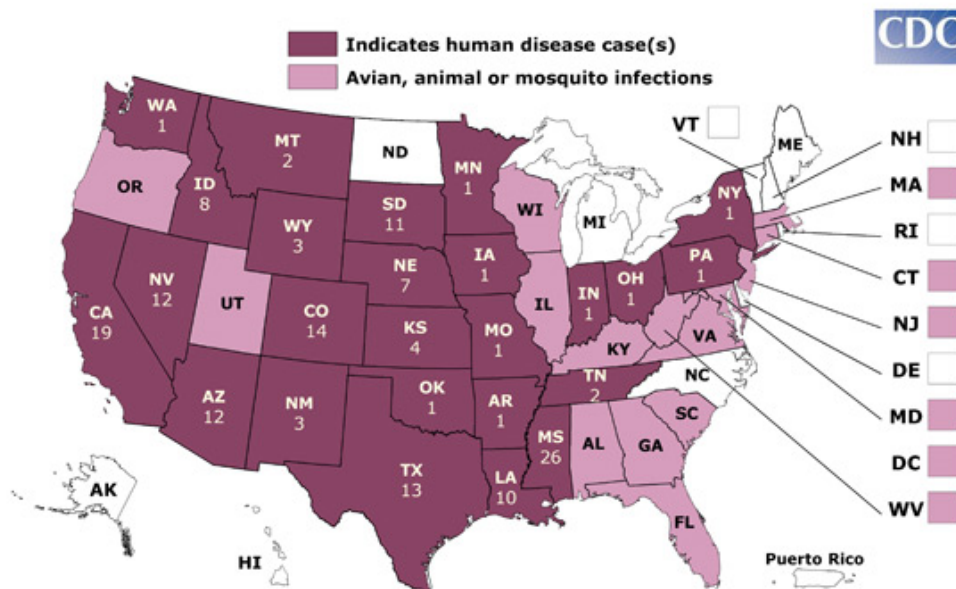 Indicates human disease case(s)
Avian, animal or mosquito infections
CDC
WA
1
MT
2
ND
MN
1
VT
ME
NH
OR
ID
8
SD
11
WI
MI
NY
1
MA
WY
3
RI
NE
7
IA
1
PA
1
CT
NV
12
UT
CO
14
IL
IN
1
OH
1
NJ
CA
19
KS
4
MO
1
KY
VA
DE
AZ
12
NM
3
OK
1
AR
1
TN
2
NC
MD
SC
MS
26
AL
GA
DC
TX
13
LA
10
WV
AK
FL
HI
Puerto Rico